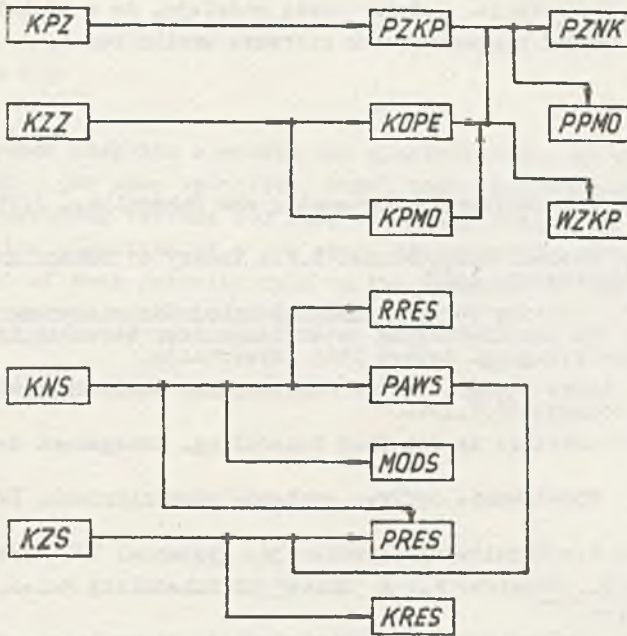 KPZ
PZKP
PZNK
PPMO
KZZ
KOPE
KPMO
WZKP
RRES
KNS
PAWS
MODS
KZS
PRES
KRES